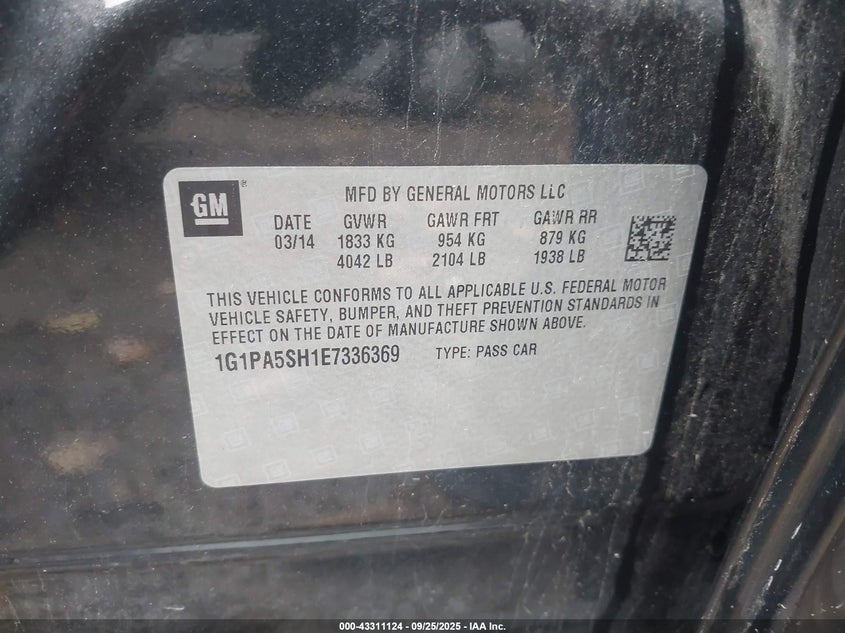 GM
MFD BY GENERAL MOTORS LLC
DATE GVWR GAWR FRT GAWR RR
03/14 1833 KG 954 KG 879 KG
4042 LB 2104 LB 1938 LB
THIS VEHICLE CONFORMS TO ALL APPLICABLE U.S. FEDERAL MOTOR
VEHICLE SAFETY, BUMPER, AND THEFT PREVENTION STANDARDS IN
EFFECT ON THE DATE OF MANUFACTURE SHOWN ABOVE.
1G1PA5SH1E7336369 TYPE: PASS CAR
000-43311124 - 09/25/2025 - IAA Inc.